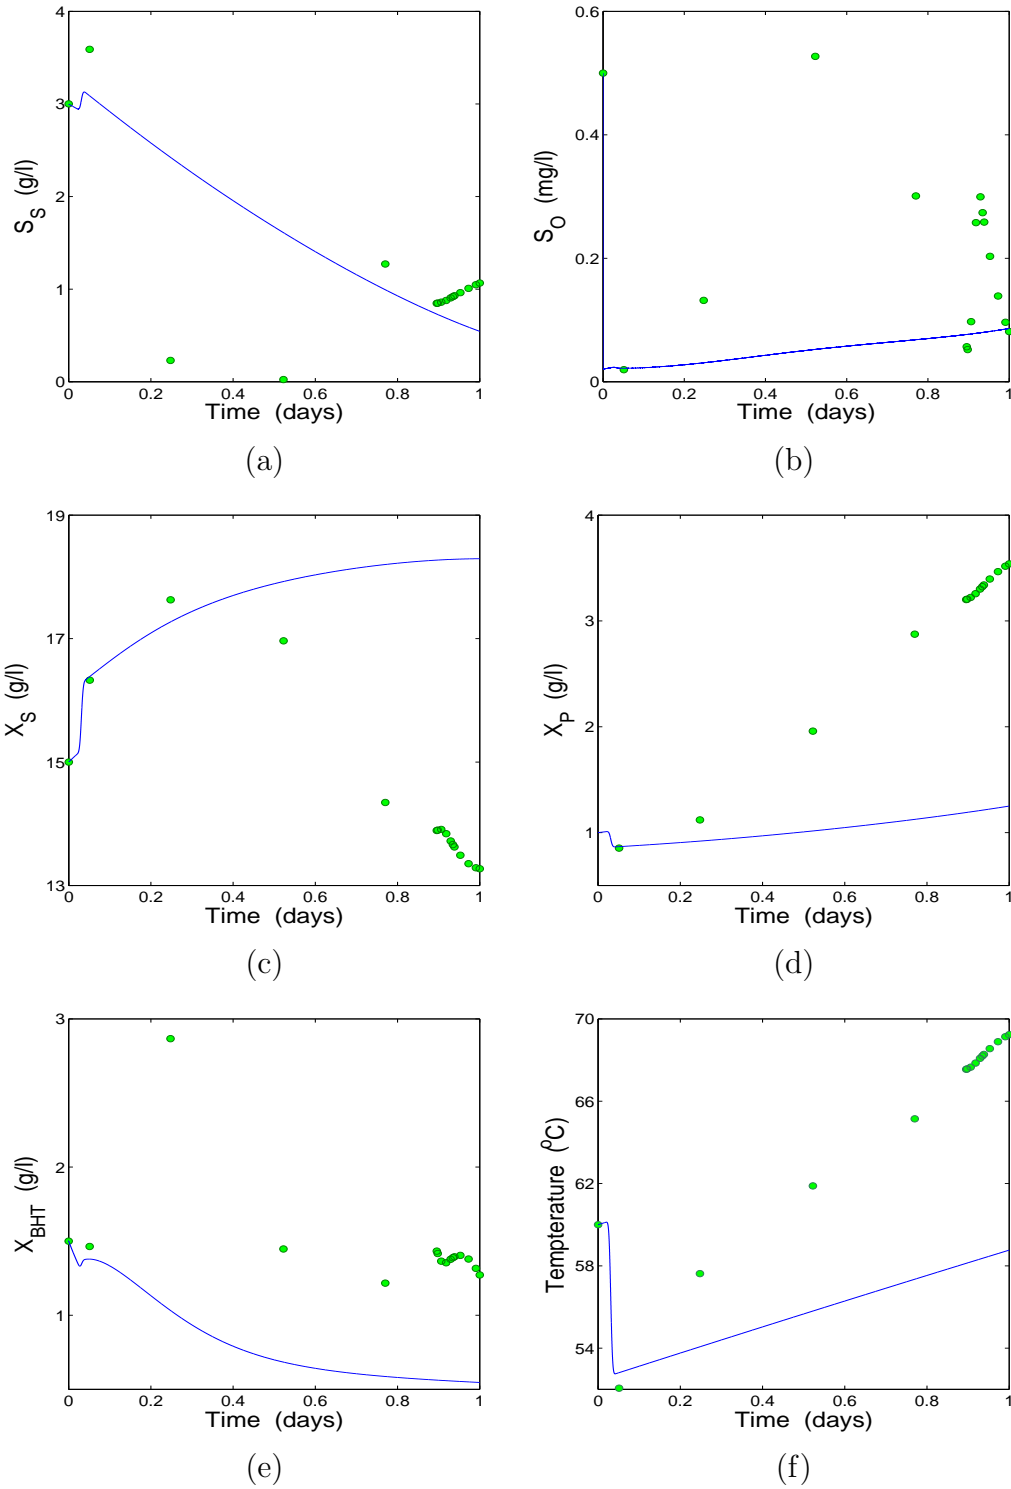 4
3
2
1
0
S_S (g/l)
0 0.2 0.4 0.6 0.8 1
Time (days)
(a)
0.6
0.4
0.2
0
S_O (mg/l)
0 0.2 0.4 0.6 0.8 1
Time (days)
(b)
19
17
15
13
X_S (g/l)
0 0.2 0.4 0.6 0.8 1
Time (days)
(c)
4
3
2
1
X_P (g/l)
0 0.2 0.4 0.6 0.8 1
Time (days)
(d)
3
2
1
X_BHT (g/l)
0 0.2 0.4 0.6 0.8 1
Time (days)
(e)
70
66
62
58
54
Tempterature (⁰C)
0 0.2 0.4 0.6 0.8 1
Time (days)
(f)